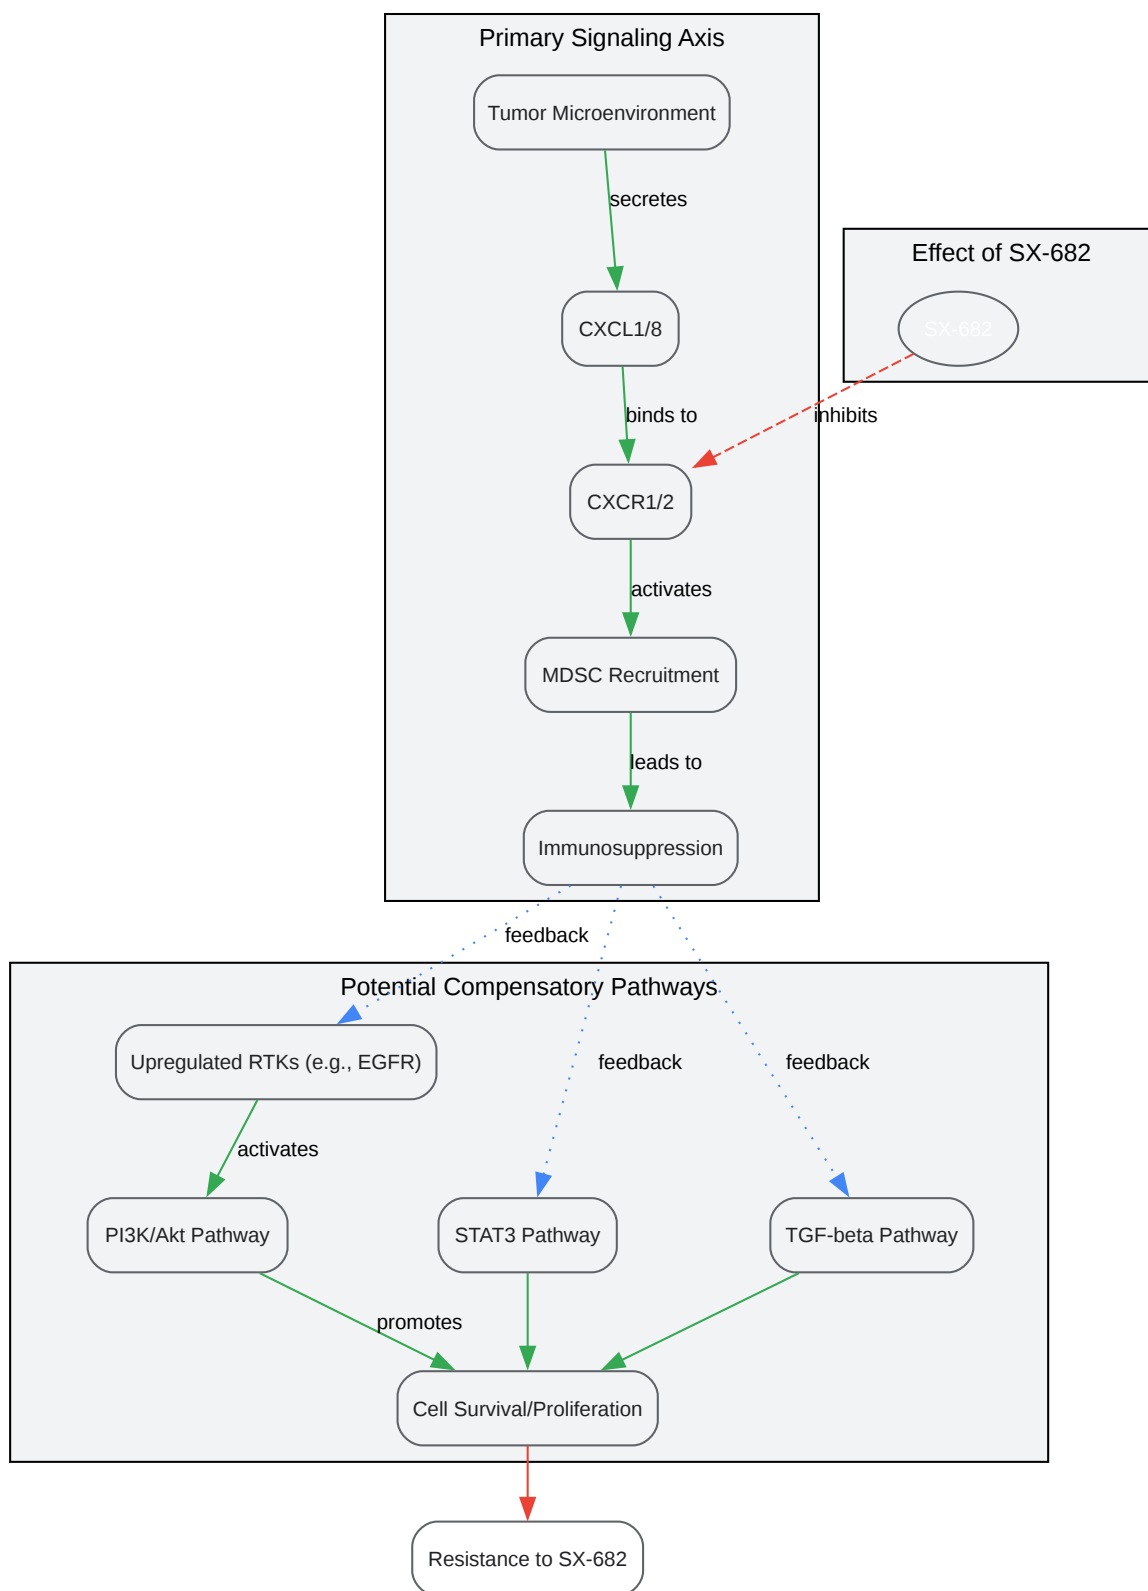 Primary Signaling Axis
Tumor Microenvironment
secretes
Effect of SX-682
SX-682
CXCL1/8
binds to
inhibits
CXCR1/2
activates
MDSC Recruitment
leads to
Immunosuppression
feedback
Potential Compensatory Pathways
Upregulated RTKs (e.g., EGFR)
feedback
feedback
activates
PI3K/Akt Pathway
STAT3 Pathway
TGF-beta Pathway
promotes
Cell Survival/Proliferation
Resistance to SX-682